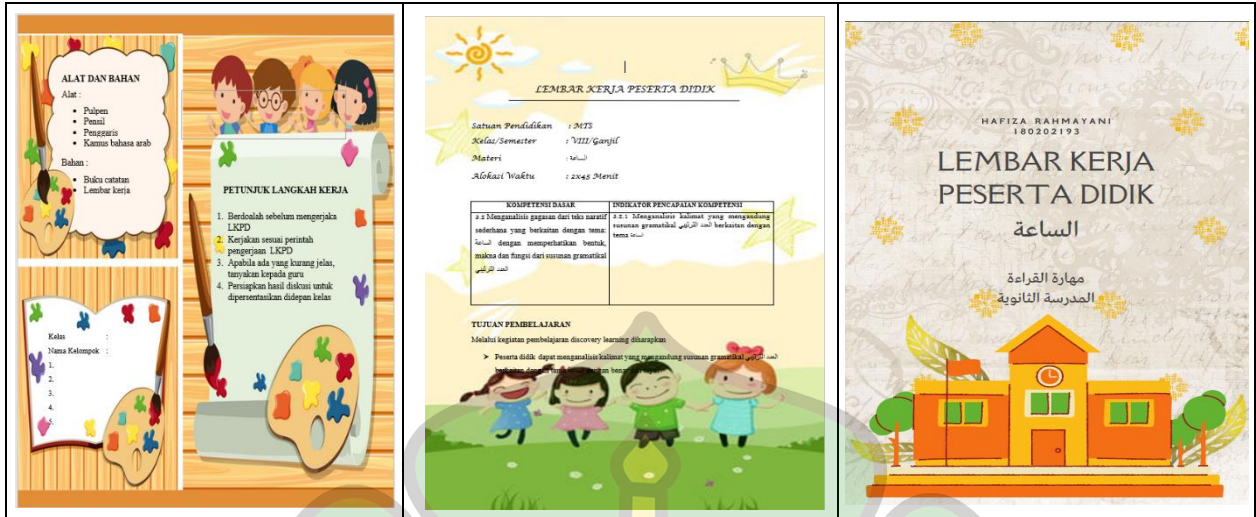 ALAT DAN BAHAN
Alat :
• Pulpen
• Pensil
• Penggaris
• Kamus bahasa arab
Bahan :
• Buku catatan
• Lembar kerja
Kelas :
Nama Kelompok :
1.
2.
3.
4.
5.
PETUNJUK LANGKAH KERJA
1. Berdoalah sebelum mengerjaka
LKPD
2. Kerjakan sesuai perintah
pengerjaan LKPD
3. Apabila ada yang kurang jelas,
tanyakan kepada guru
4. Persiapkan hasil diskusi untuk
dipersentasikan didepan kelas
LEMBAR KERJA PESERTA DIDIK
Satuan Pendidikan : MTS
Kelas/Semester : VIII/Ganjil
Materi : الساعة
Alokasi Waktu : 2x45 Menit
KOMPETENSI DASAR
3.2 Menganalisis gagasan dari teks naratif
sederhana yang berkaitan dengan tema:
الساعة dengan memperhatikan bentuk,
makna dan fungsi dari susunan gramatikal
العدد الترتيبي
INDIKATOR PENCAPAIAN KOMPETENSI
3.2.1 Menganalisis kalimat yang mengandung
susunan gramatikal العدد الترتيبي berkaitan dengan
tema الساعة
TUJUAN PEMBELAJARAN
Melalui kegiatan pembelajaran discovery learning diharapkan
➤ Peserta didik dapat menganalisis kalimat yang mengandung susunan gramatikal العدد الترتيبي
berkaitan dengan tema dengan benar
HAFIZA RAHMAYANI
180202193
LEMBAR KERJA
PESERTA DIDIK
الساعة
مهارة القراءة
المدرسة الثانوية